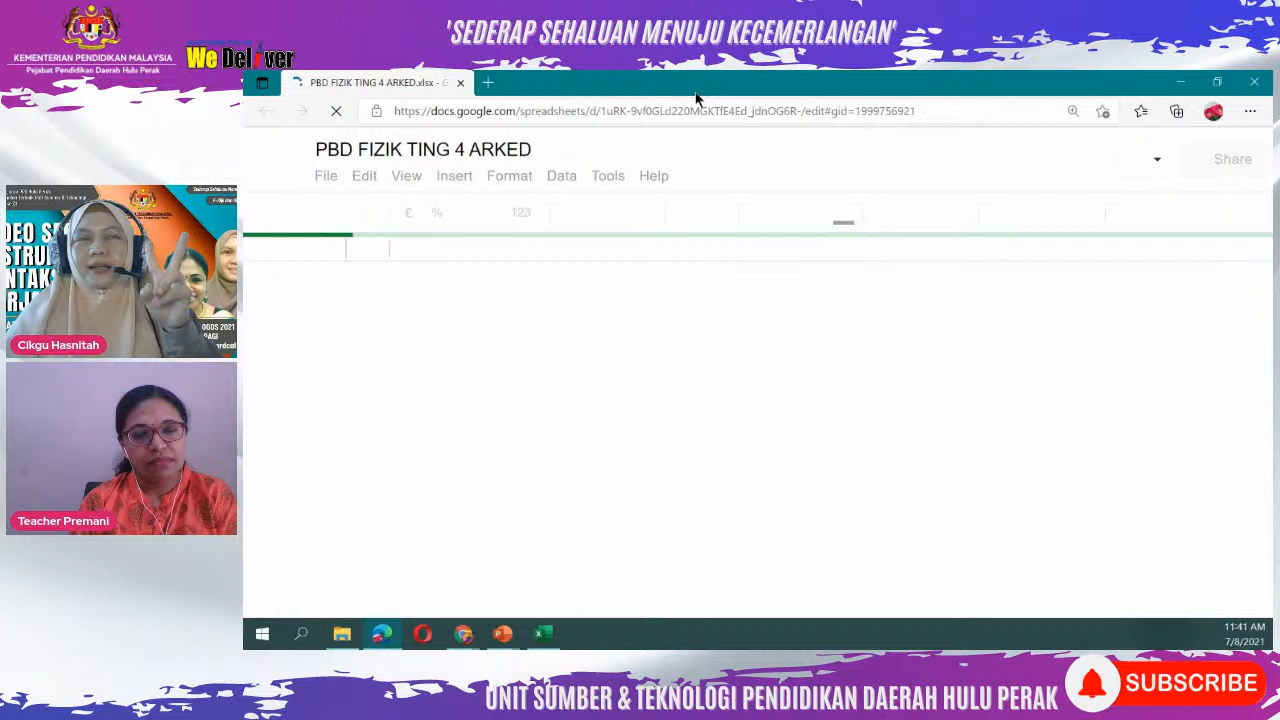 KEMENTERIAN PENDIDIKAN MALAYSIA
Pejabat Pendidikan Daerah Hulu Perak
We Deliver
'SEDERAP SEHALUAN MENUJU KECEMERLANGAN'
PBD FIZIK TING 4 ARKED.xlsx - G
https://docs.google.com/spreadsheets/d/1uRK-9vf0GLd220MGKTfE4Ed_jdnOG6R-/edit#gid=1999756921
PBD FIZIK TING 4 ARKED
Share
File Edit View Insert Format Data Tools Help
€ % 123
Cikgu Hasnitah
Teacher Premani
11:41 AM
7/8/2021
UNIT SUMBER & TEKNOLOGI PENDIDIKAN DAERAH HULU PERAK
SUBSCRIBE